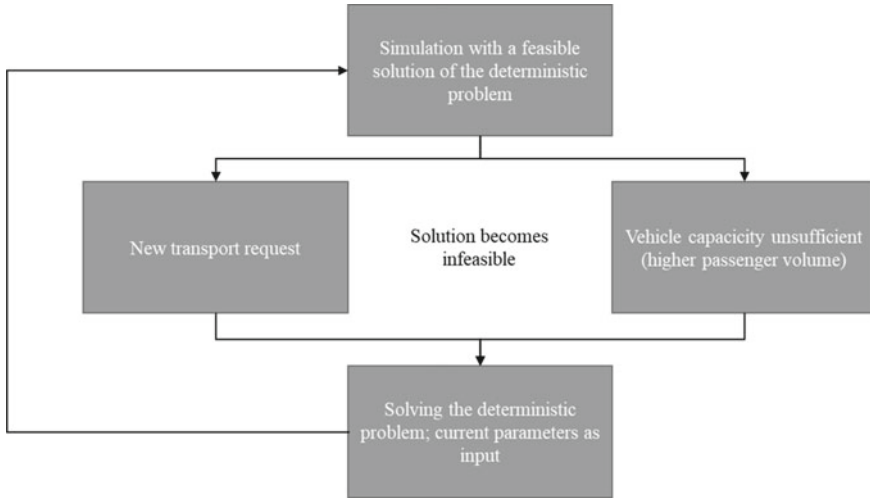 Simulation with a feasible
solution of the deterministic
problem
New transport request
Solution becomes
infeasible
Vehicle capacicity unsufficient
(higher passenger volume)
Solving the deterministic
problem; current parameters as
input